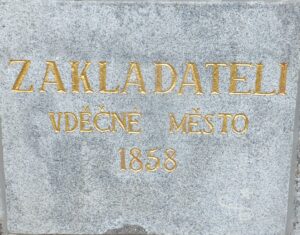 ZAKLADATELI
VDĚČNÉ MĚSTO
1858